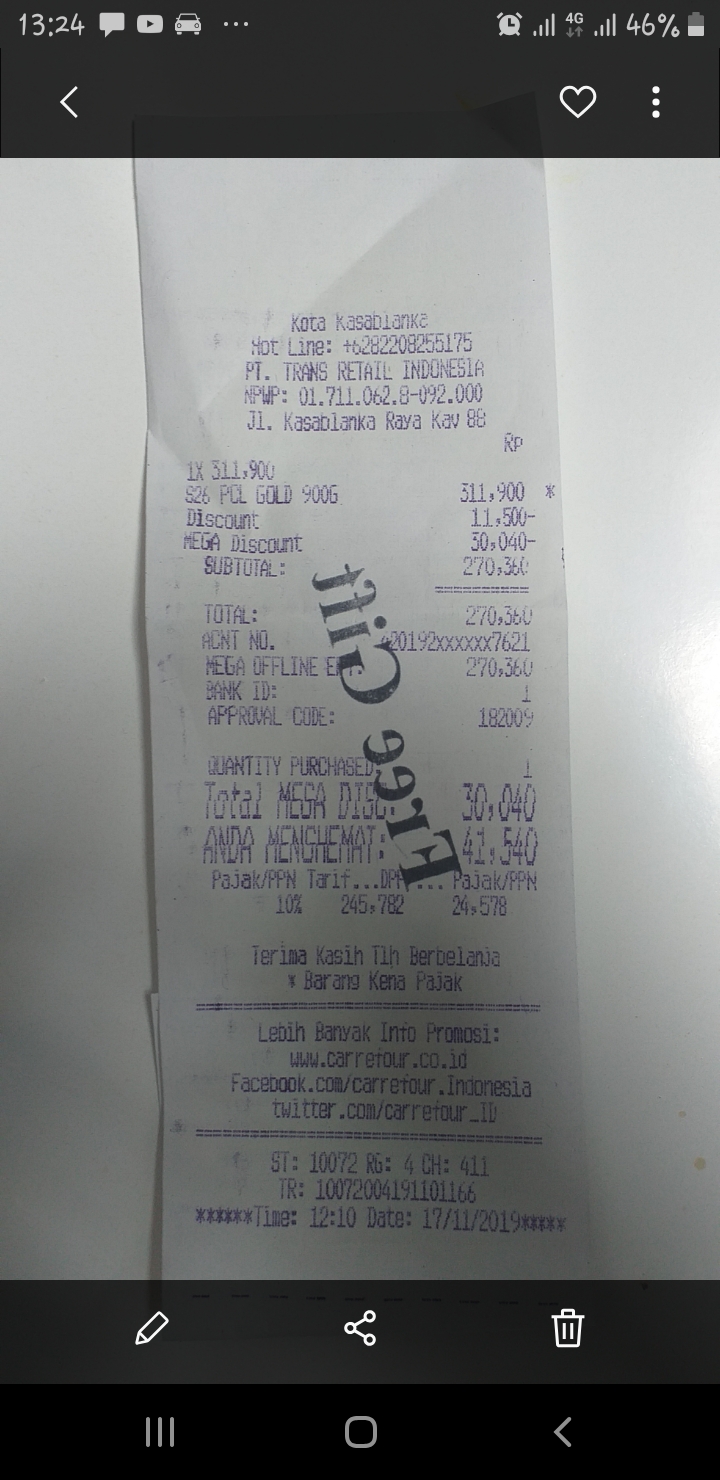 13:24 4G 46%
Kota Kasablanka
Hot Line: +6282208255175
PT. TRANS RETAIL INDONESIA
NPWP: 01.711.062.8-092.000
Jl. Kasablanka Raya Kav 88
RP
1X 311,900
S26 PCL GOLD 900G 311,900 *
Discount 11,500-
MEGA Discount 30,040-
SUBTOTAL: 270,360
TOTAL: 270,360
ACNT NO. 420192xxxxxx7621
MEGA OFFLINE 270,360
BANK ID: 1
APPROVAL CODE: 182009
Free Gift
QUANTITY PURCHASED: 1
Total MEGA DISC: 30,040
ANDA MENGHEMAT: 41,540
Pajak/PPN Tarif...DPP... Pajak/PPN
10% 245,782 24,578
Terima Kasih Tlh Berbelanja
* Barang Kena Pajak
Lebih Banyak Info Promosi:
www.carrefour.co.id
Facebook.com/carrefour.Indonesia
twitter.com/carrefour_ID
ST: 10072 RG: 4 CH: 411
TR: 10072004191101166
******Time: 12:10 Date: 17/11/2019*****